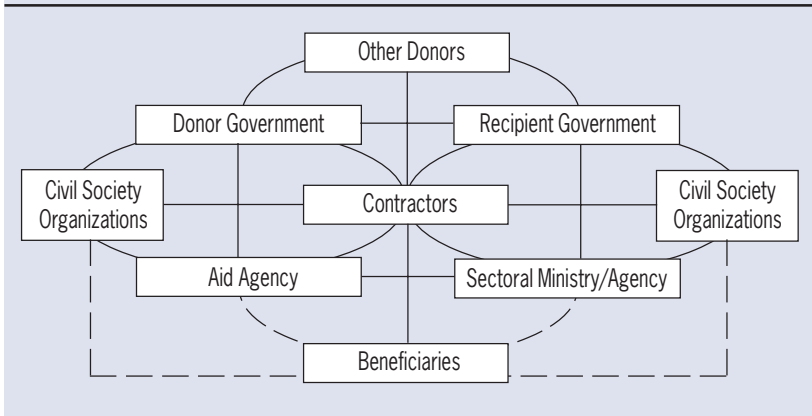 Other Donors
Donor Government
Recipient Government
Civil Society
Organizations
Contractors
Civil Society
Organizations
Aid Agency
Sectoral Ministry/Agency
Beneficiaries